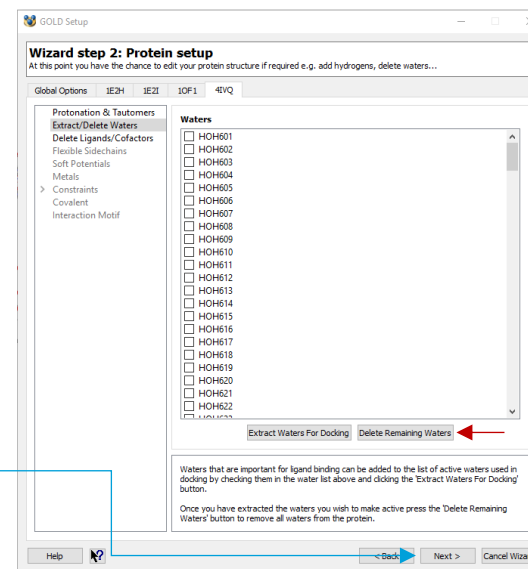 GOLD Setup
Wizard step 2: Protein setup
At this point you have the chance to edit your protein structure if required e.g. add hydrogens, delete waters...
Global Options 1E2H 1E2I 1OF1 4IVQ
Protonation & Tautomers
Extract/Delete Waters
Delete Ligands/Cofactors
Flexible Sidechains
Soft Potentials
Metals
> Constraints
Covalent
Interaction Motif
Waters
HOH601
HOH602
HOH603
HOH604
HOH605
HOH606
HOH607
HOH608
HOH609
HOH610
HOH611
HOH612
HOH613
HOH614
HOH615
HOH616
HOH617
HOH618
HOH619
HOH620
HOH621
HOH622
Extract Waters For Docking Delete Remaining Waters
Waters that are important for ligand binding can be added to the list of active waters used in
docking by checking them in the water list above and clicking the 'Extract Waters For Docking'
button.
Once you have extracted the waters you wish to make active press the 'Delete Remaining
Waters' button to remove all waters from the protein.
Help ? < Back Next > Cancel Wiza